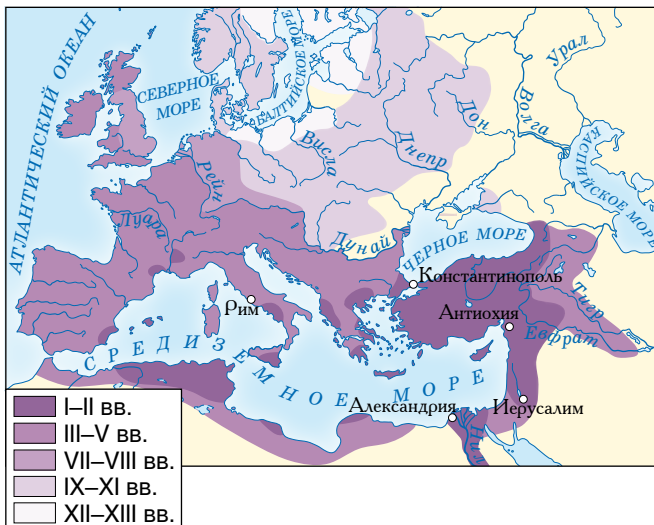 АТЛАНТИЧЕСКИЙ ОКЕАН
СЕВЕРНОЕ
МОРЕ
БАЛТИЙСКОЕ МОРЕ
Урал
Волга
Дон
Днепр
Висла
КАСПИЙСКОЕ МОРЕ
Рейн
Луара
Дунай
ЧЕРНОЕ МОРЕ
Константинополь
Рим
Тигр
Антиохия
Евфрат
СРЕДИЗЕМНОЕ МОРЕ
Александрия
Иерусалим
Нил
I–II вв.
III–V вв.
VII–VIII вв.
IX–XI вв.
XII–XIII вв.